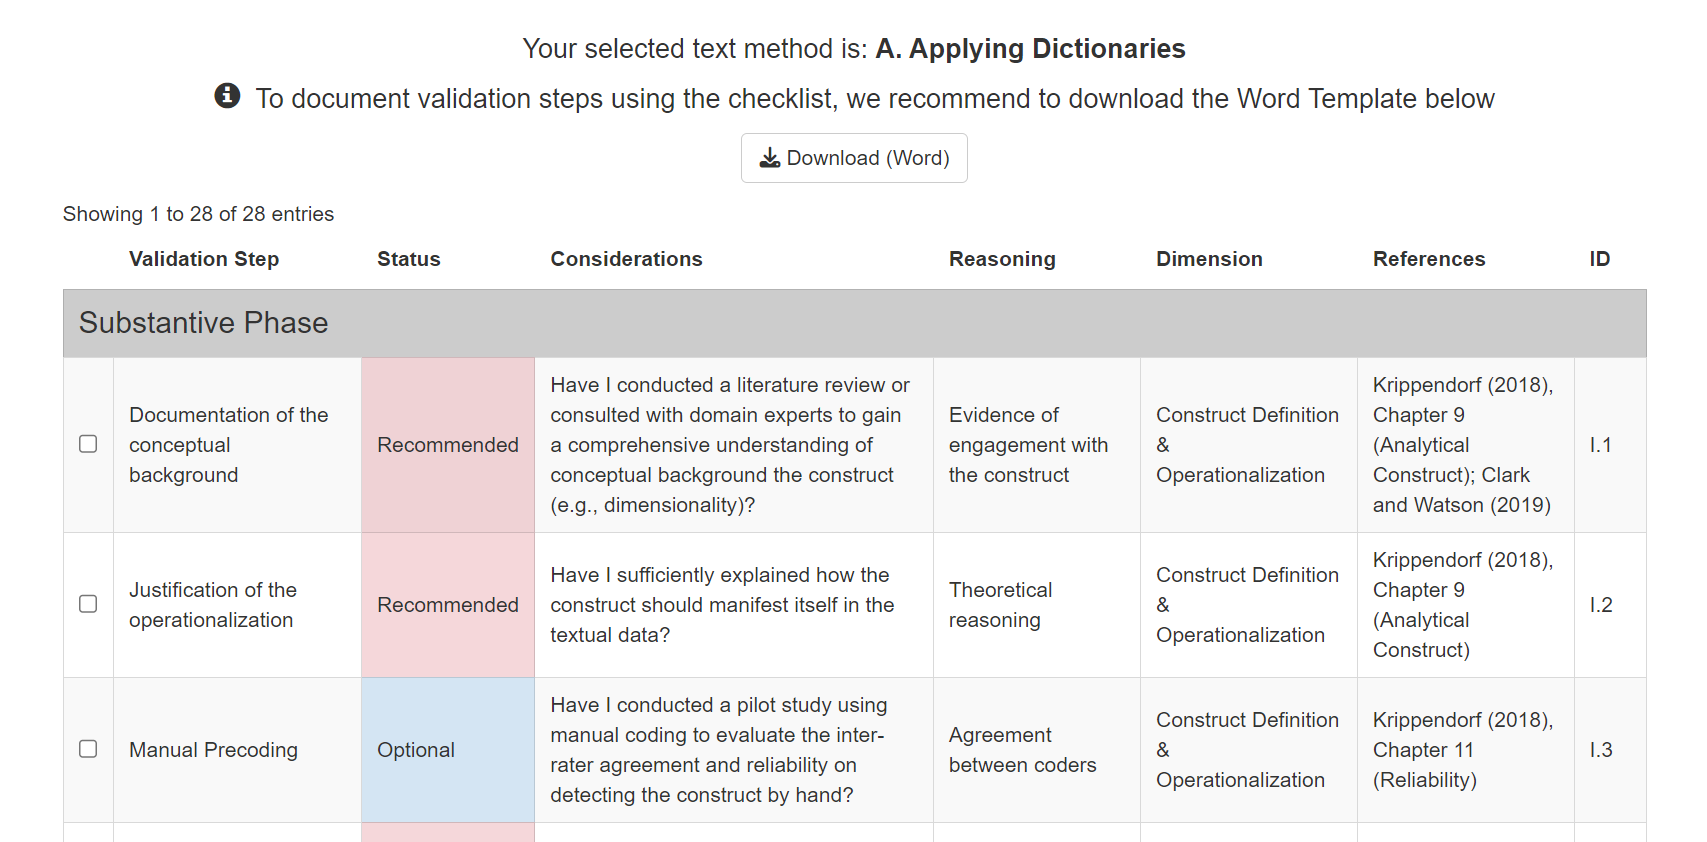 Your selected text method is: A. Applying Dictionaries
To document validation steps using the checklist, we recommend to download the Word Template below
Download (Word)
Showing 1 to 28 of 28 entries
Validation Step Status Considerations Reasoning Dimension References ID
Substantive Phase
Documentation of the
conceptual
background
Recommended
Have I conducted a literature review or
consulted with domain experts to gain
a comprehensive understanding of
conceptual background the construct
(e.g., dimensionality)?
Evidence of
engagement with
the construct
Construct Definition
&
Operationalization
Krippendorf (2018),
Chapter 9
(Analytical
Construct); Clark
and Watson (2019)
I.1
Justification of the
operationalization
Recommended
Have I sufficiently explained how the
construct should manifest itself in the
textual data?
Theoretical
reasoning
Construct Definition
&
Operationalization
Krippendorf (2018),
Chapter 9
(Analytical
Construct)
I.2
Manual Precoding
Optional
Have I conducted a pilot study using
manual coding to evaluate the inter-
rater agreement and reliability on
detecting the construct by hand?
Agreement
between coders
Construct Definition
&
Operationalization
Krippendorf (2018),
Chapter 11
(Reliability)
I.3